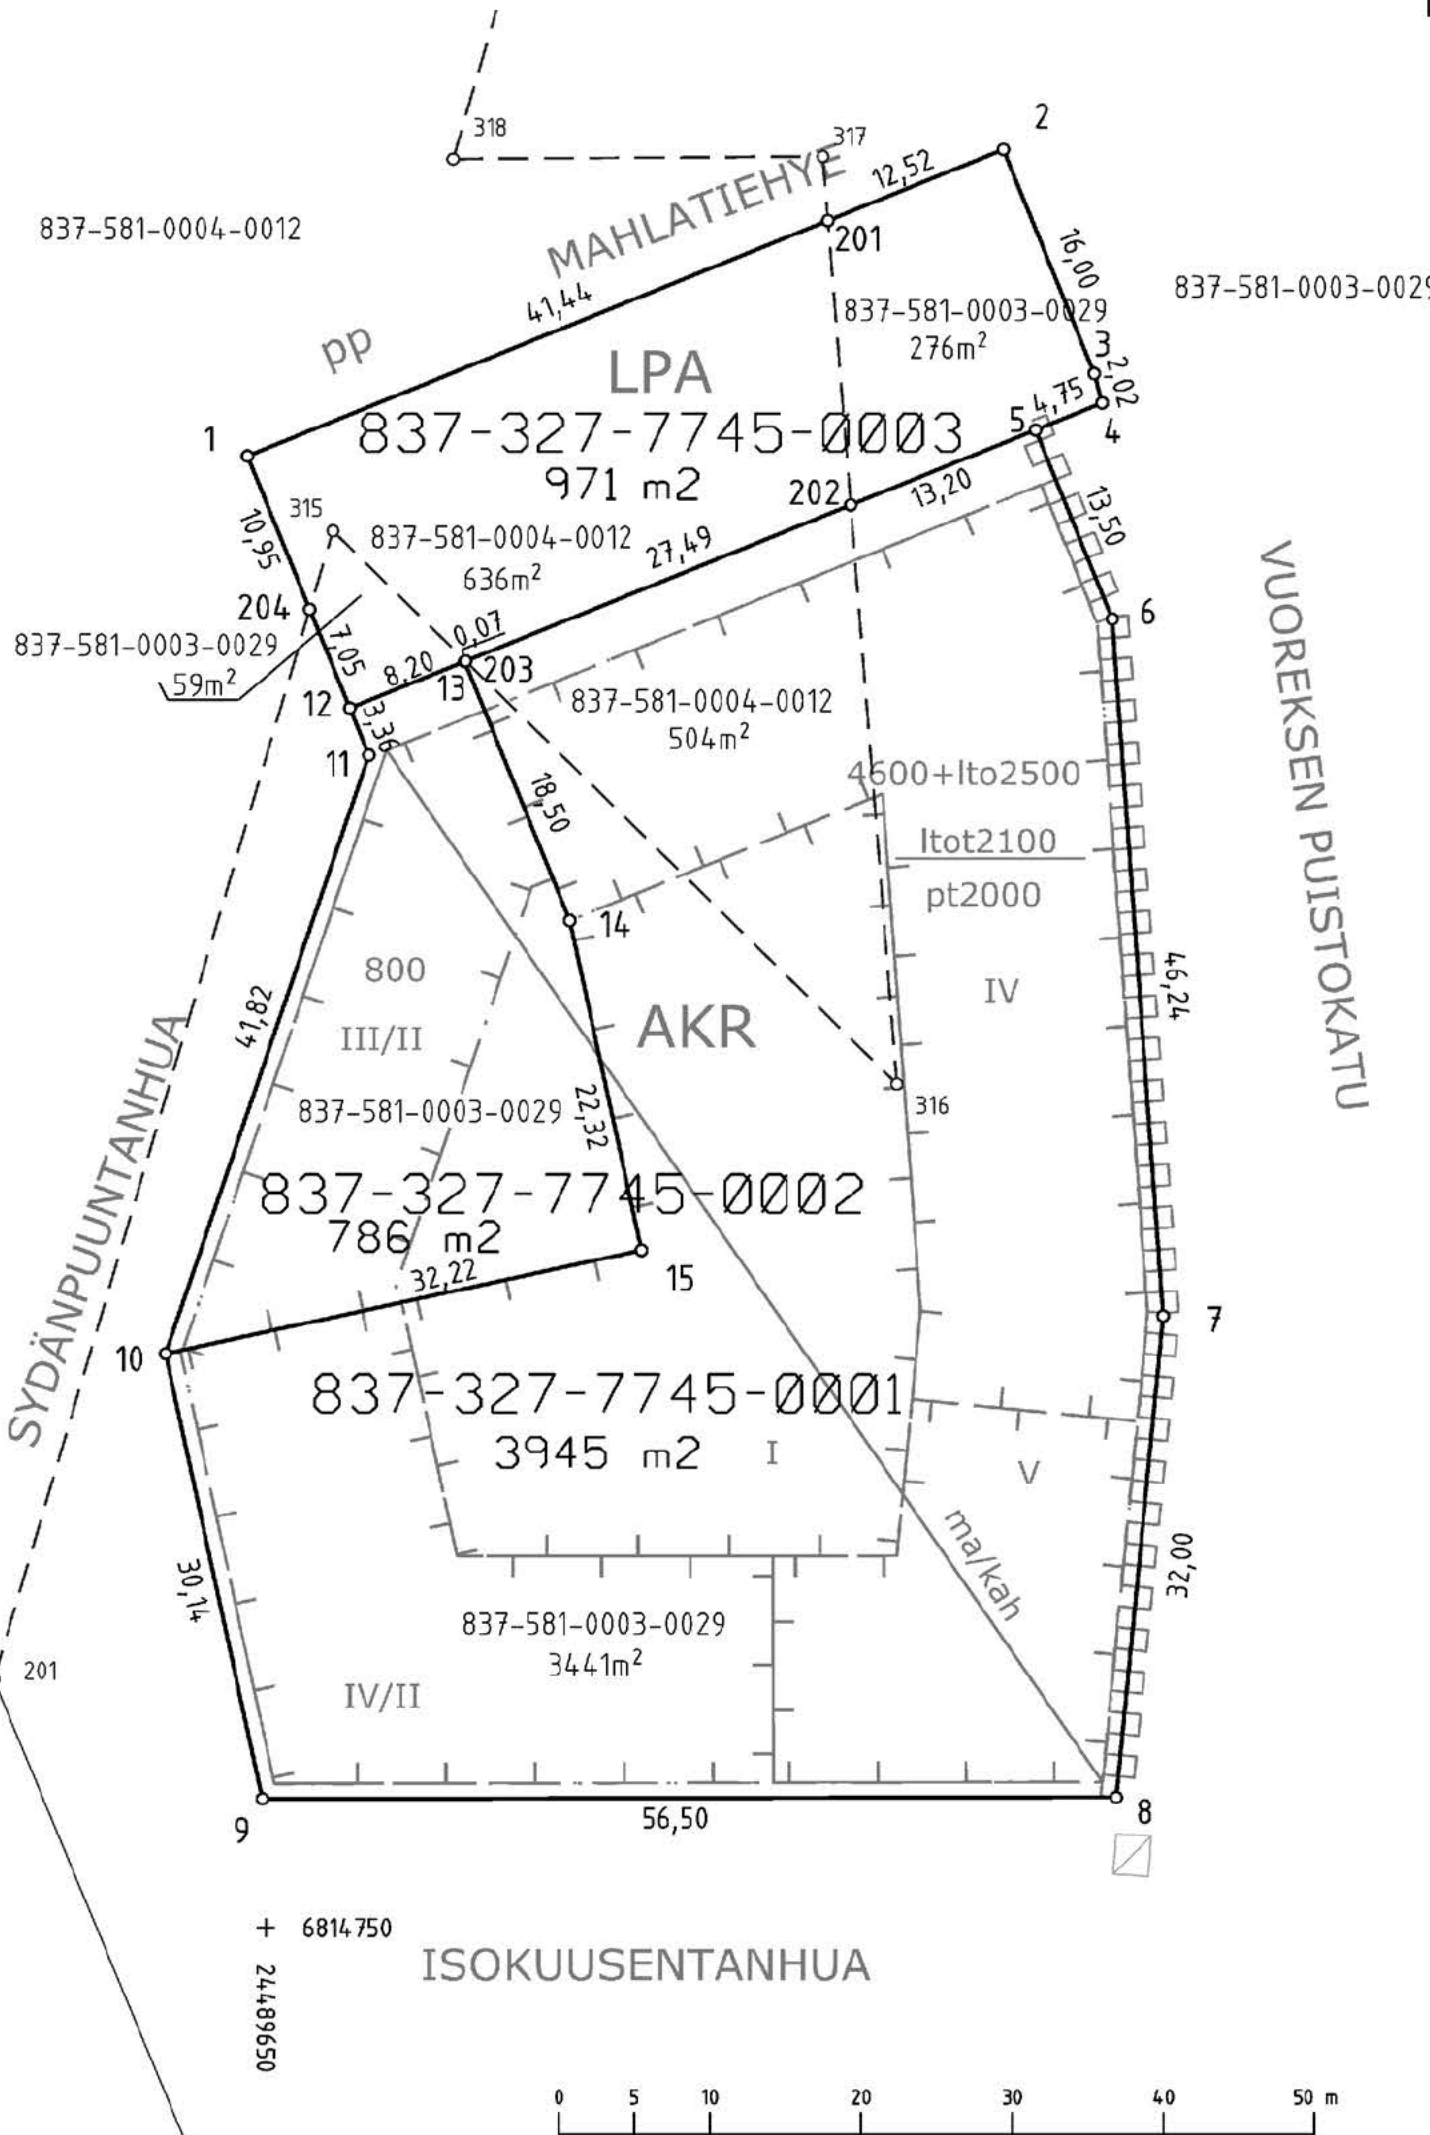 2
318
317
12,52
MAHLATIEHYE
837-581-0004-0012
201
16,00
41,44
837-581-0003-0029
837-581-0003-0029
276m²
pp
LPA
3
2,02
4,75
5
4
1
837-327-7745-0003
971 m2
202
13,20
13,50
315
10,95
837-581-0004-0012
636m²
27,49
204
6
837-581-0003-0029
59m²
7,05
0,07
8,20
203
13
12
3,36
11
837-581-0004-0012
504m²
VUOREKSEN PUISTOKATU
4600+lto2500
18,50
ltot2100
pt2000
14
800
46,24
IV
41,82
AKR
III/II
SYDÄNPUUNTANHUA
837-581-0003-0029
22,32
316
837-327-7745-0002
786 m2
32,22
15
7
10
837-327-7745-0001
3945 m2
I
V
ma/kah
32,00
30,14
837-581-0003-0029
3441m²
201
IV/II
9
56,50
8
+ 6814750
24489650
ISOKUUSENTANHUA
0 5 10 20 30 40 50 m